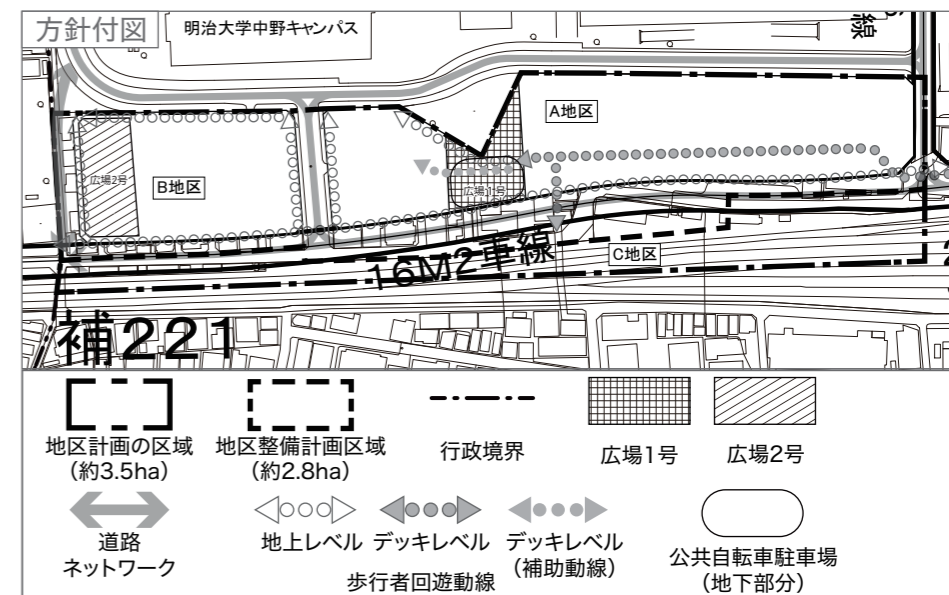 方針付図
明治大学中野キャンパス
線
A地区
広場2号
B地区
広場1号
16M2車線
C地区
補221
地区計画の区域
(約3.5ha)
地区整備計画区域
(約2.8ha)
行政境界
広場1号
広場2号
道路
ネットワーク
地上レベル
デッキレベル
デッキレベル
(補助動線)
歩行者回遊動線
公共自転車駐車場
(地下部分)